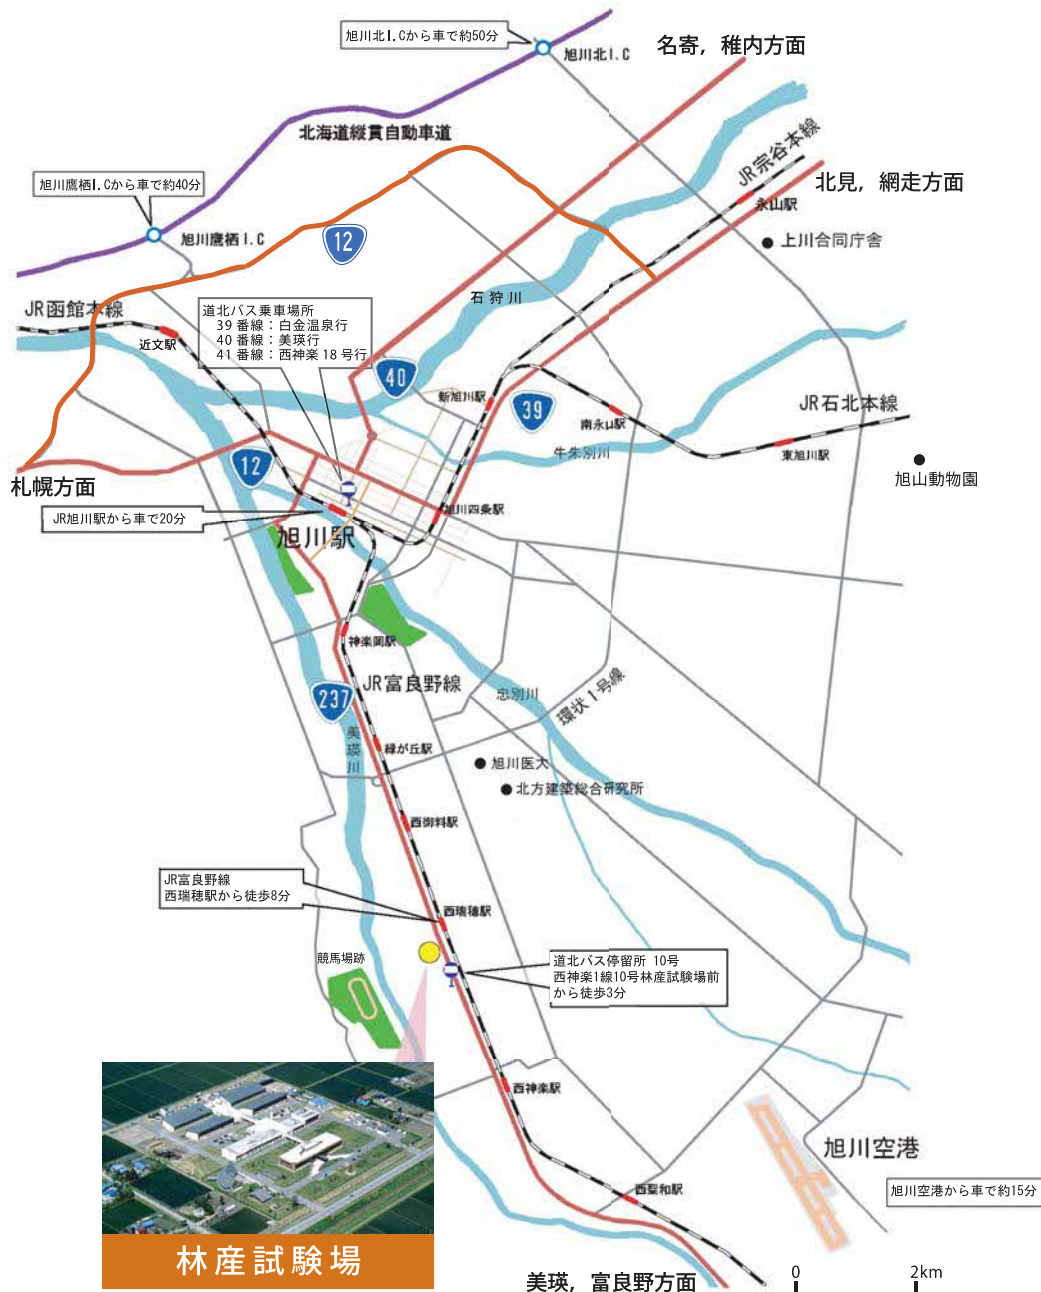 旭川北I.Cから車で約50分
旭川北I.C
名寄，稚内方面
北海道縦貫自動車道
JR宗谷本線
旭川鷹栖I.Cから車で約40分
北見，網走方面
永山駅
旭川鷹栖I.C
12
上川合同庁舎
JR函館本線
石狩川
道北バス乗車場所
39番線：白金温泉行
40番線：美瑛行
41番線：西神楽18号行
近文駅
40
新旭川駅
39
JR石北本線
南永山駅
牛朱別川
東旭川駅
12
旭山動物園
札幌方面
旭川四条駅
JR旭川駅から車で20分
旭川駅
神楽岡駅
JR富良野線
237
忠別川
環状1号線
美瑛川
緑が丘駅
旭川医大
北方建築総合研究所
西御料駅
JR富良野線
西瑞穂駅から徒歩8分
西瑞穂駅
競馬場跡
道北バス停留所 10号
西神楽1線10号林産試験場前
から徒歩3分
西神楽駅
旭川空港
旭川空港から車で約15分
西聖和駅
林産試験場
美瑛，富良野方面
0 2km